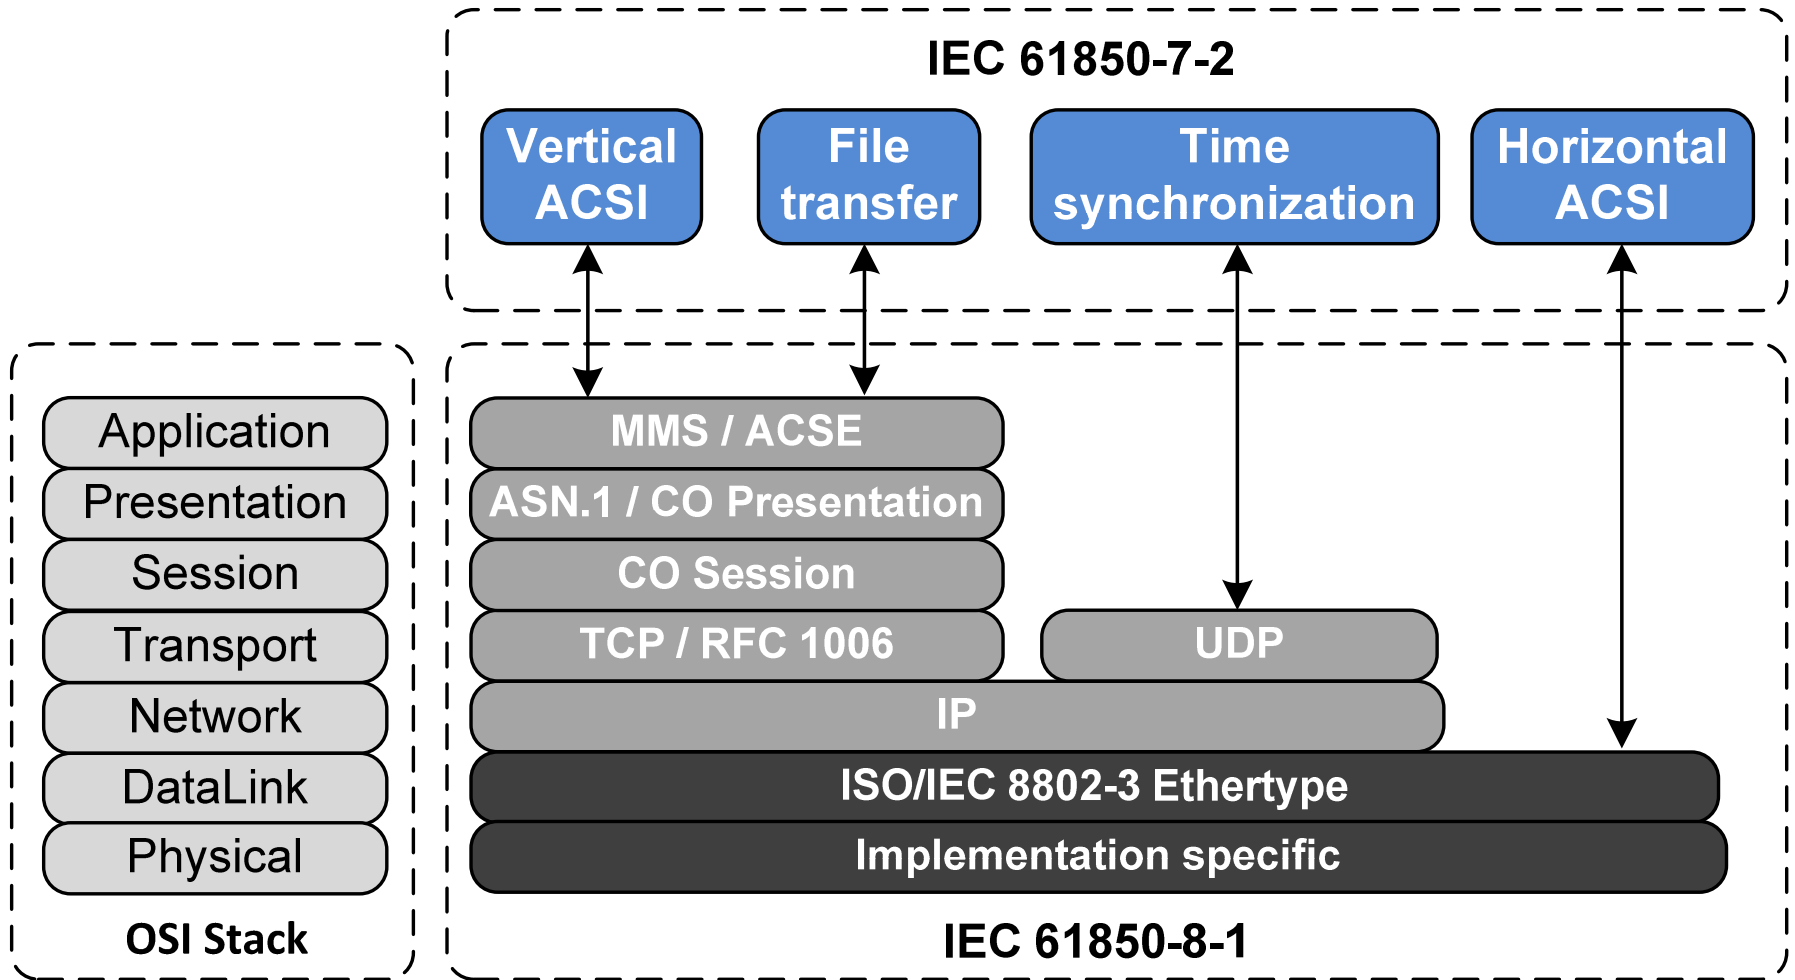 IEC 61850-7-2
Vertical
ACSI
File
transfer
Time
synchronization
Horizontal
ACSI
Application
Presentation
Session
Transport
Network
DataLink
Physical
OSI Stack
MMS / ACSE
ASN.1 / CO Presentation
CO Session
TCP / RFC 1006
UDP
IP
ISO/IEC 8802-3 Ethertype
Implementation specific
IEC 61850-8-1